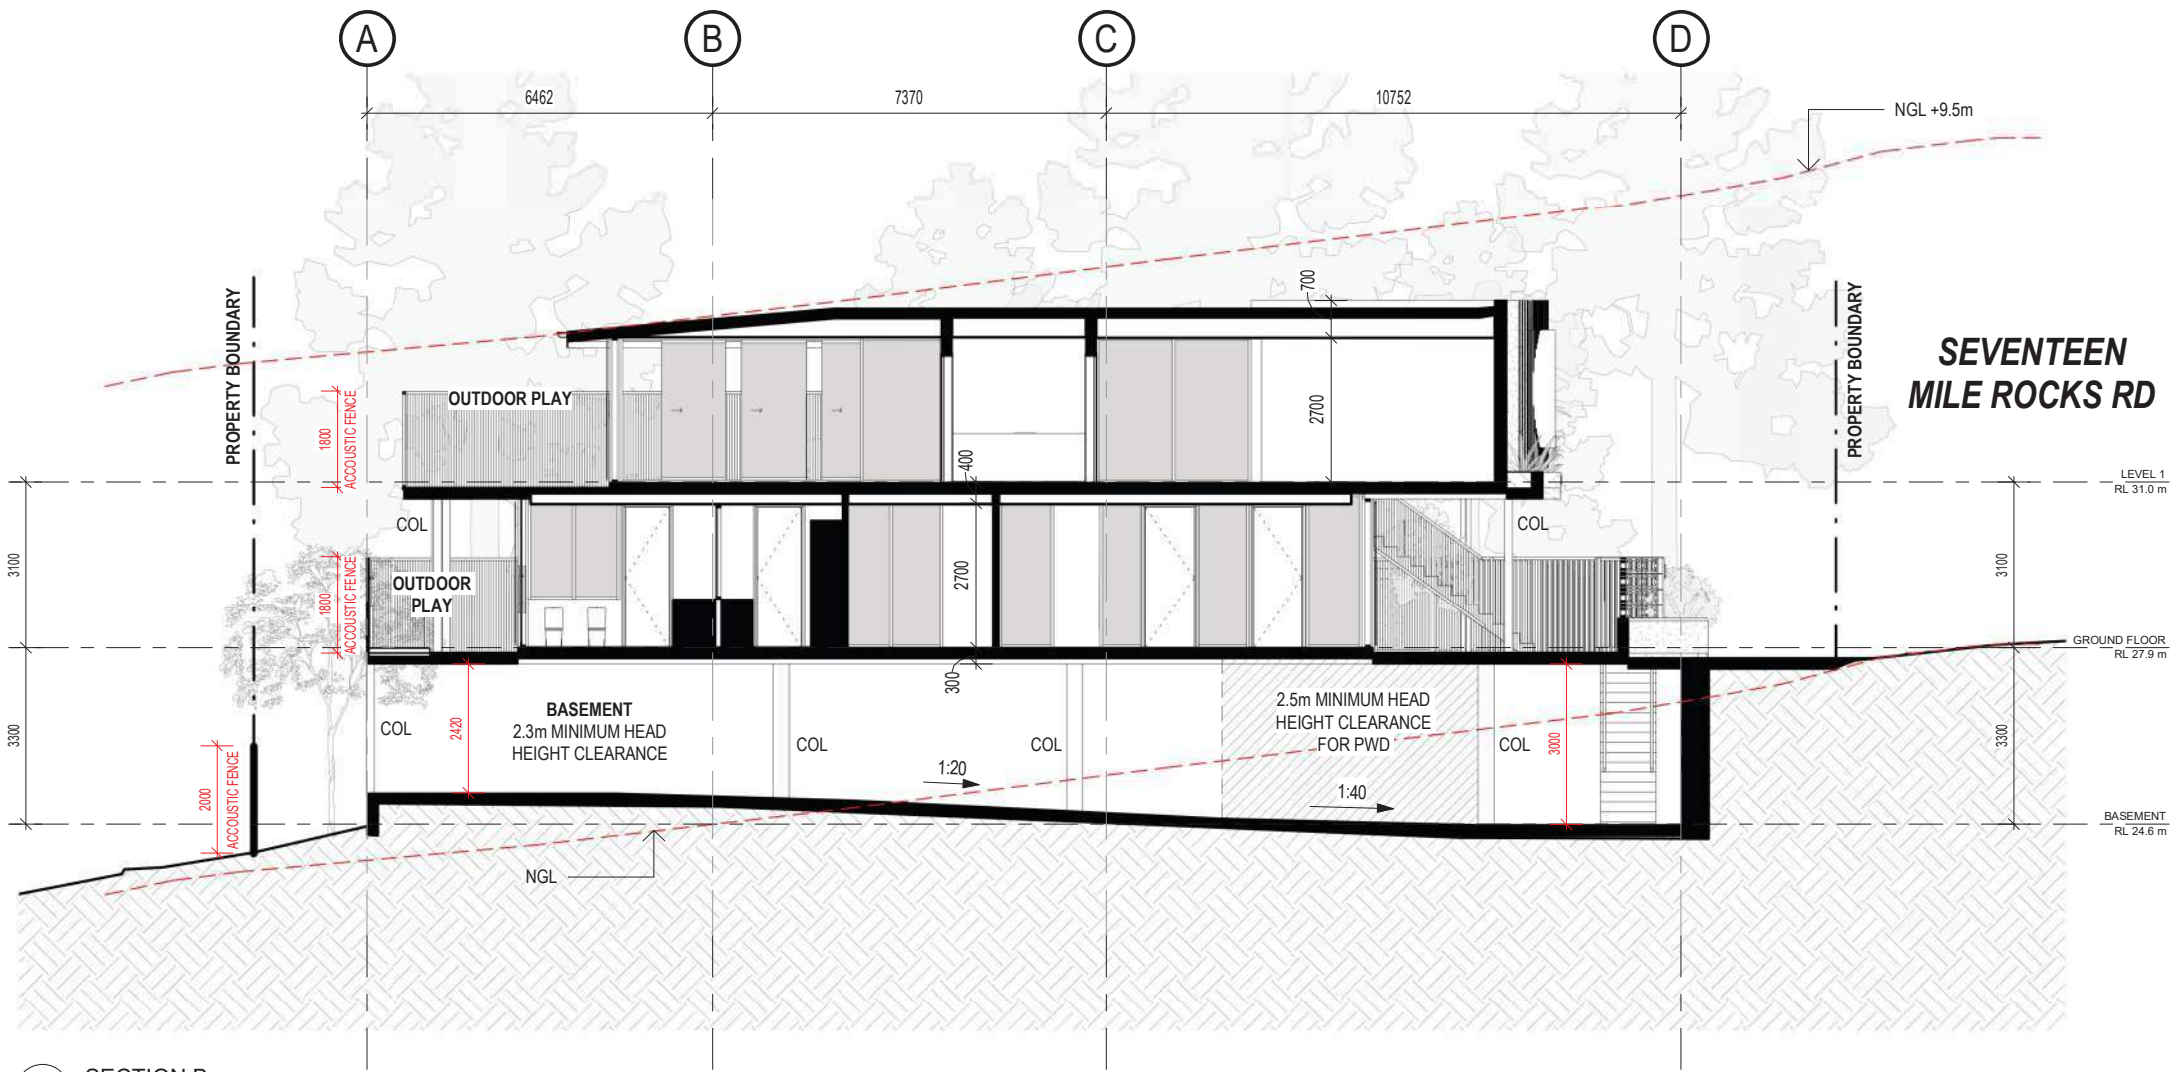 A
B
C
D
6462
7370
10752
NGL +9.5m
700
PROPERTY BOUNDARY
PROPERTY BOUNDARY
SEVENTEEN
MILE ROCKS RD
OUTDOOR PLAY
1800
ACCOUSTIC FENCE
2700
400
LEVEL 1
RL 31.0 m
COL
COL
3100
1800
ACCOUSTIC FENCE
OUTDOOR
PLAY
2700
3100
GROUND FLOOR
RL 27.9 m
300
BASEMENT
2.3m MINIMUM HEAD
HEIGHT CLEARANCE
2.5m MINIMUM HEAD
HEIGHT CLEARANCE
FOR PWD
2420
COL
COL
COL
COL
3000
3300
3300
2000
ACCOUSTIC FENCE
1:20
1:40
BASEMENT
RL 24.6 m
NGL
SECTION B